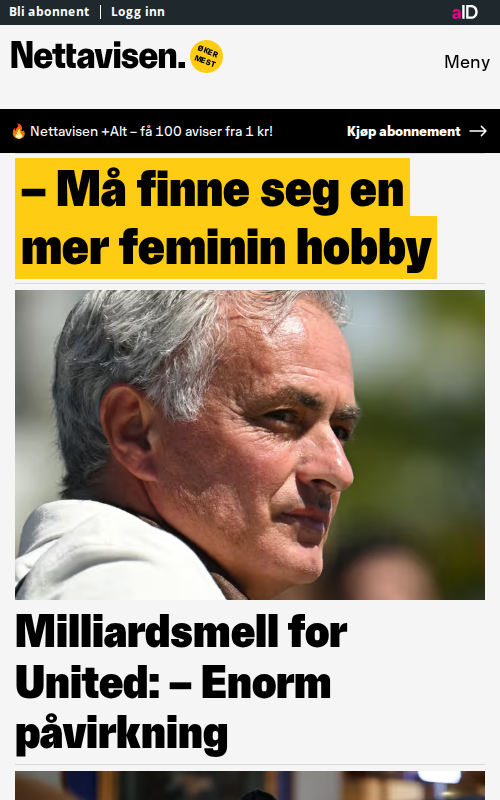 Bli abonnent | Logg inn
aID
Nettavisen.
ØKER
MEST
Meny
🔥 Nettavisen +Alt – få 100 aviser fra 1 kr!
Kjøp abonnement →
– Må finne seg en
mer feminin hobby
Milliardsmell for
United: – Enorm
påvirkning